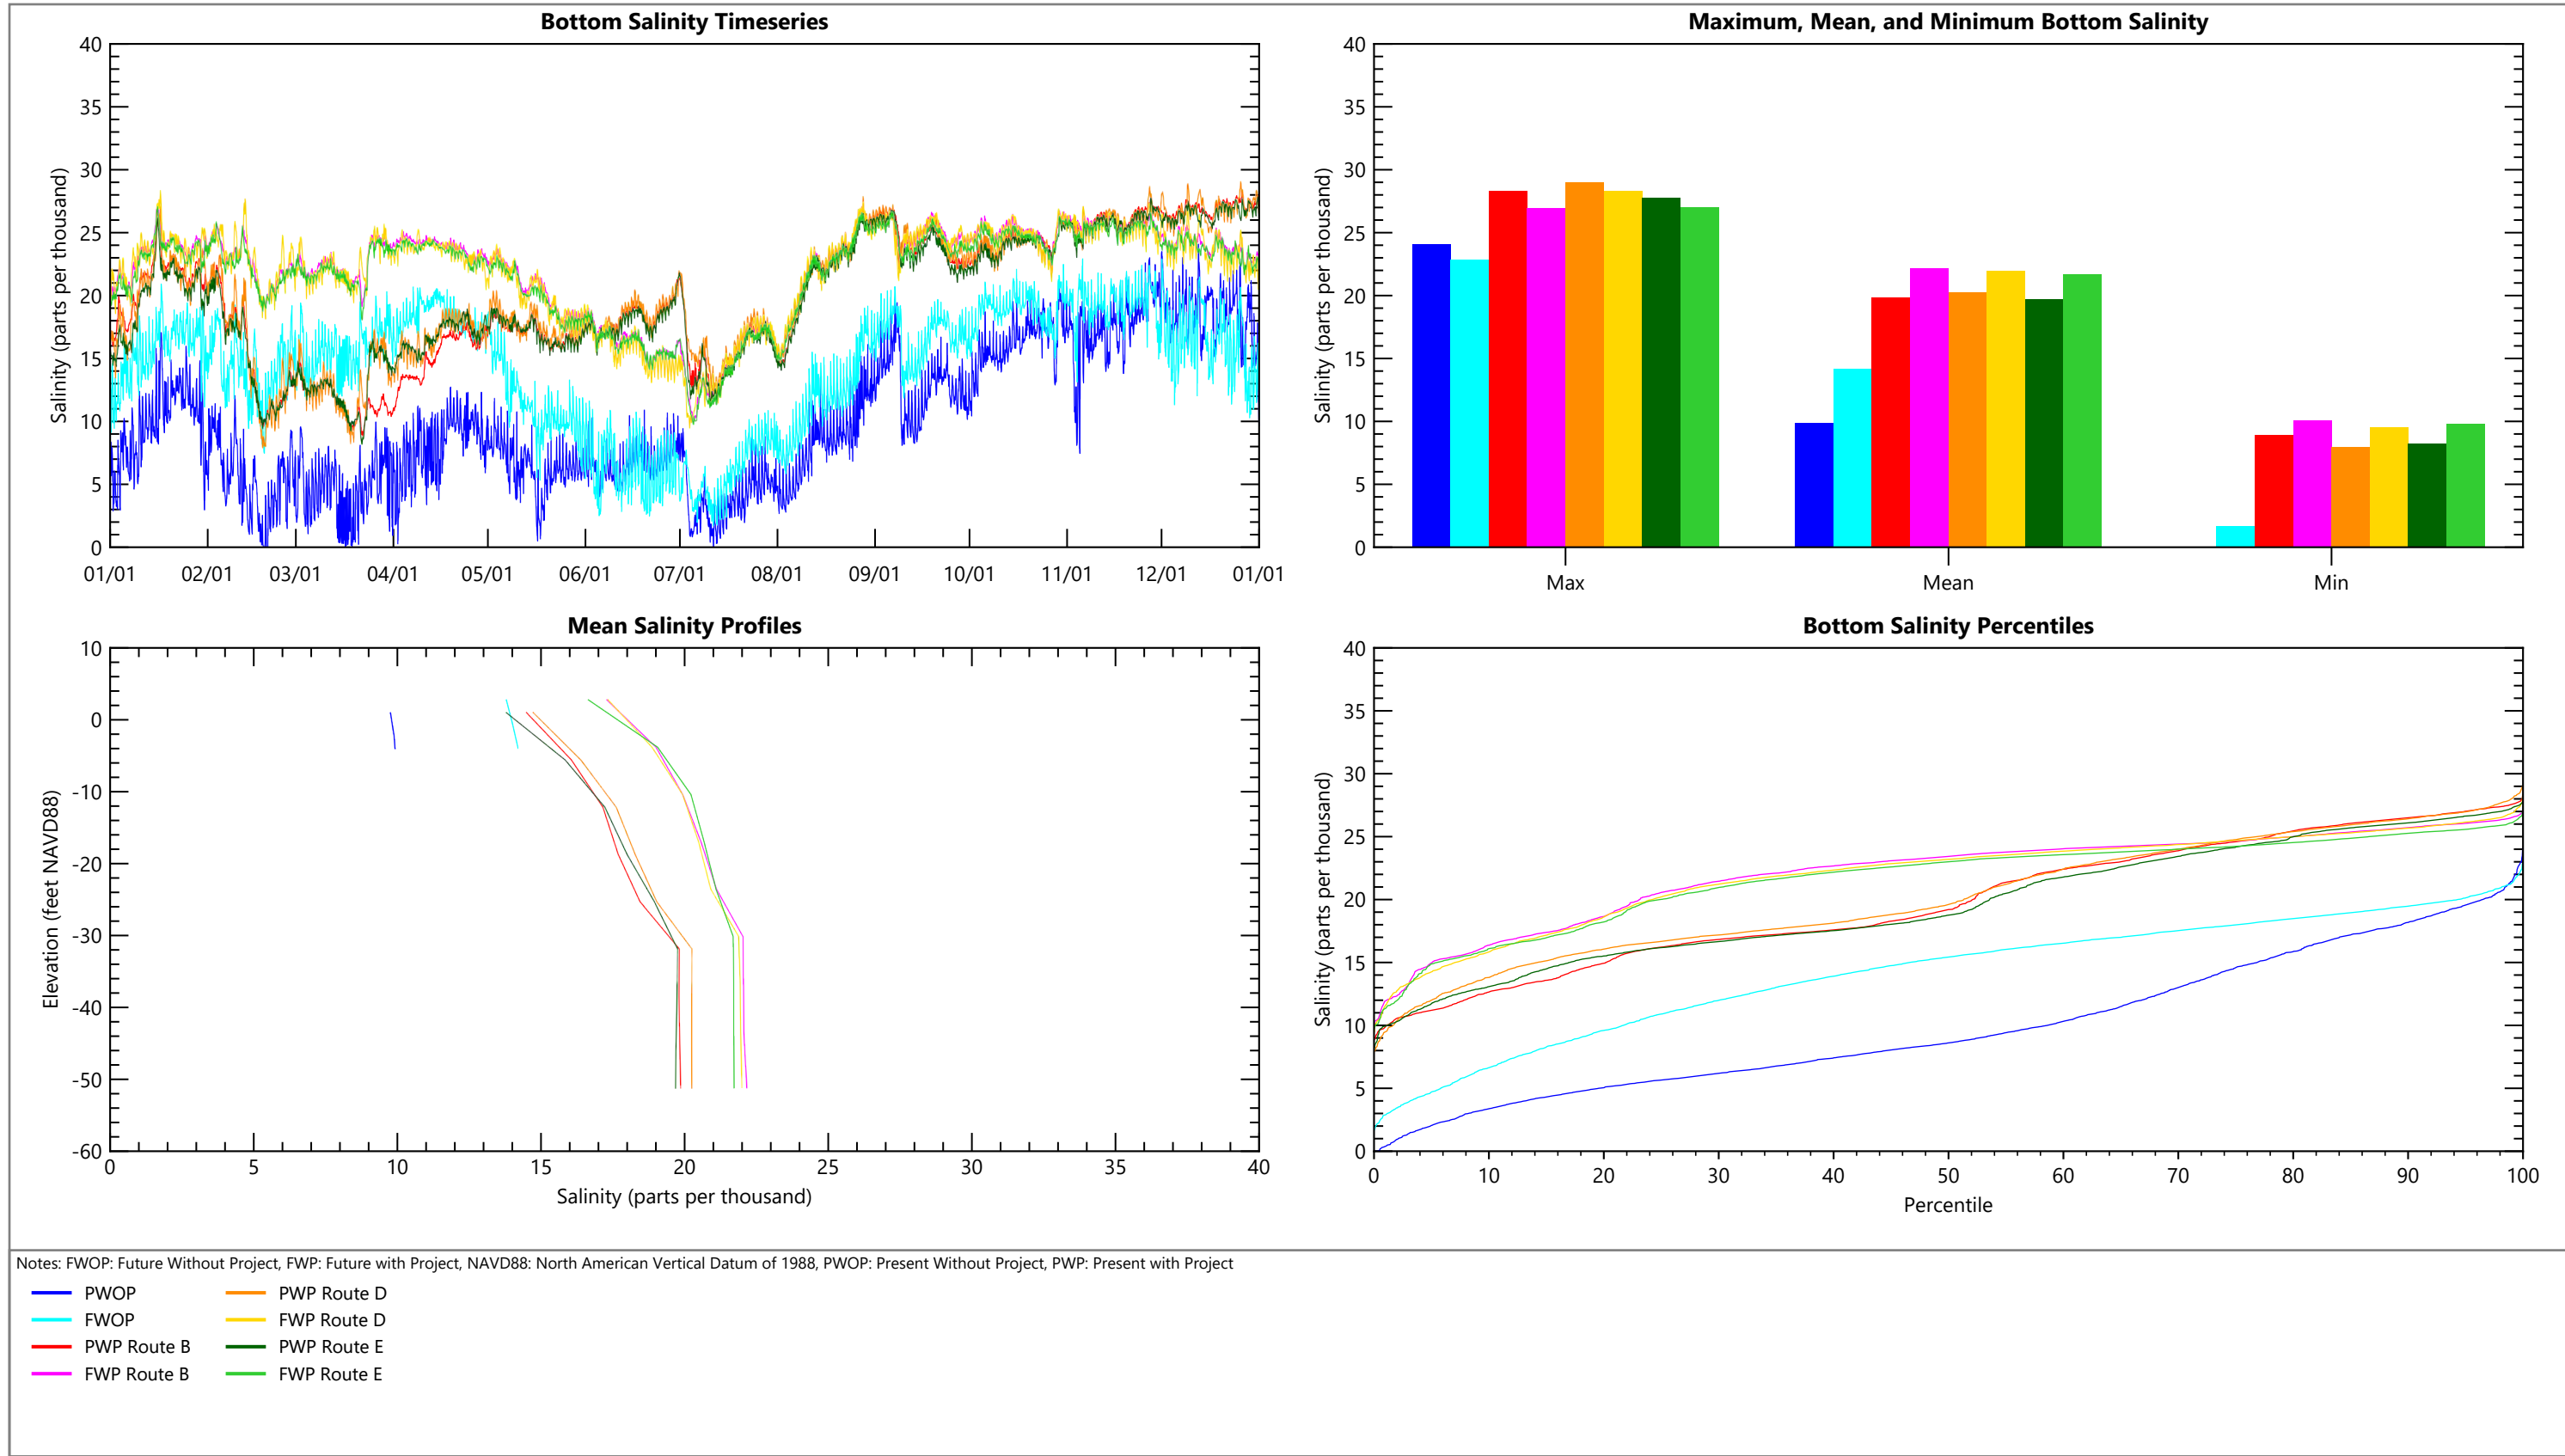 Bottom Salinity Timeseries
Salinity (parts per thousand)
40
35
30
25
20
15
10
5
0
01/01 02/01 03/01 04/01 05/01 06/01 07/01 08/01 09/01 10/01 11/01 12/01 01/01
Maximum, Mean, and Minimum Bottom Salinity
Salinity (parts per thousand)
40
35
30
25
20
15
10
5
0
Max Mean Min
Mean Salinity Profiles
Elevation (feet NAVD88)
10
0
-10
-20
-30
-40
-50
-60
0 5 10 15 20 25 30 35 40
Salinity (parts per thousand)
Bottom Salinity Percentiles
Salinity (parts per thousand)
40
35
30
25
20
15
10
5
0
0 10 20 30 40 50 60 70 80 90 100
Percentile
Notes: FWOP: Future Without Project, FWP: Future with Project, NAVD88: North American Vertical Datum of 1988, PWOP: Present Without Project, PWP: Present with Project
PWOP
FWOP
PWP Route B
FWP Route B
PWP Route D
FWP Route D
PWP Route E
FWP Route E